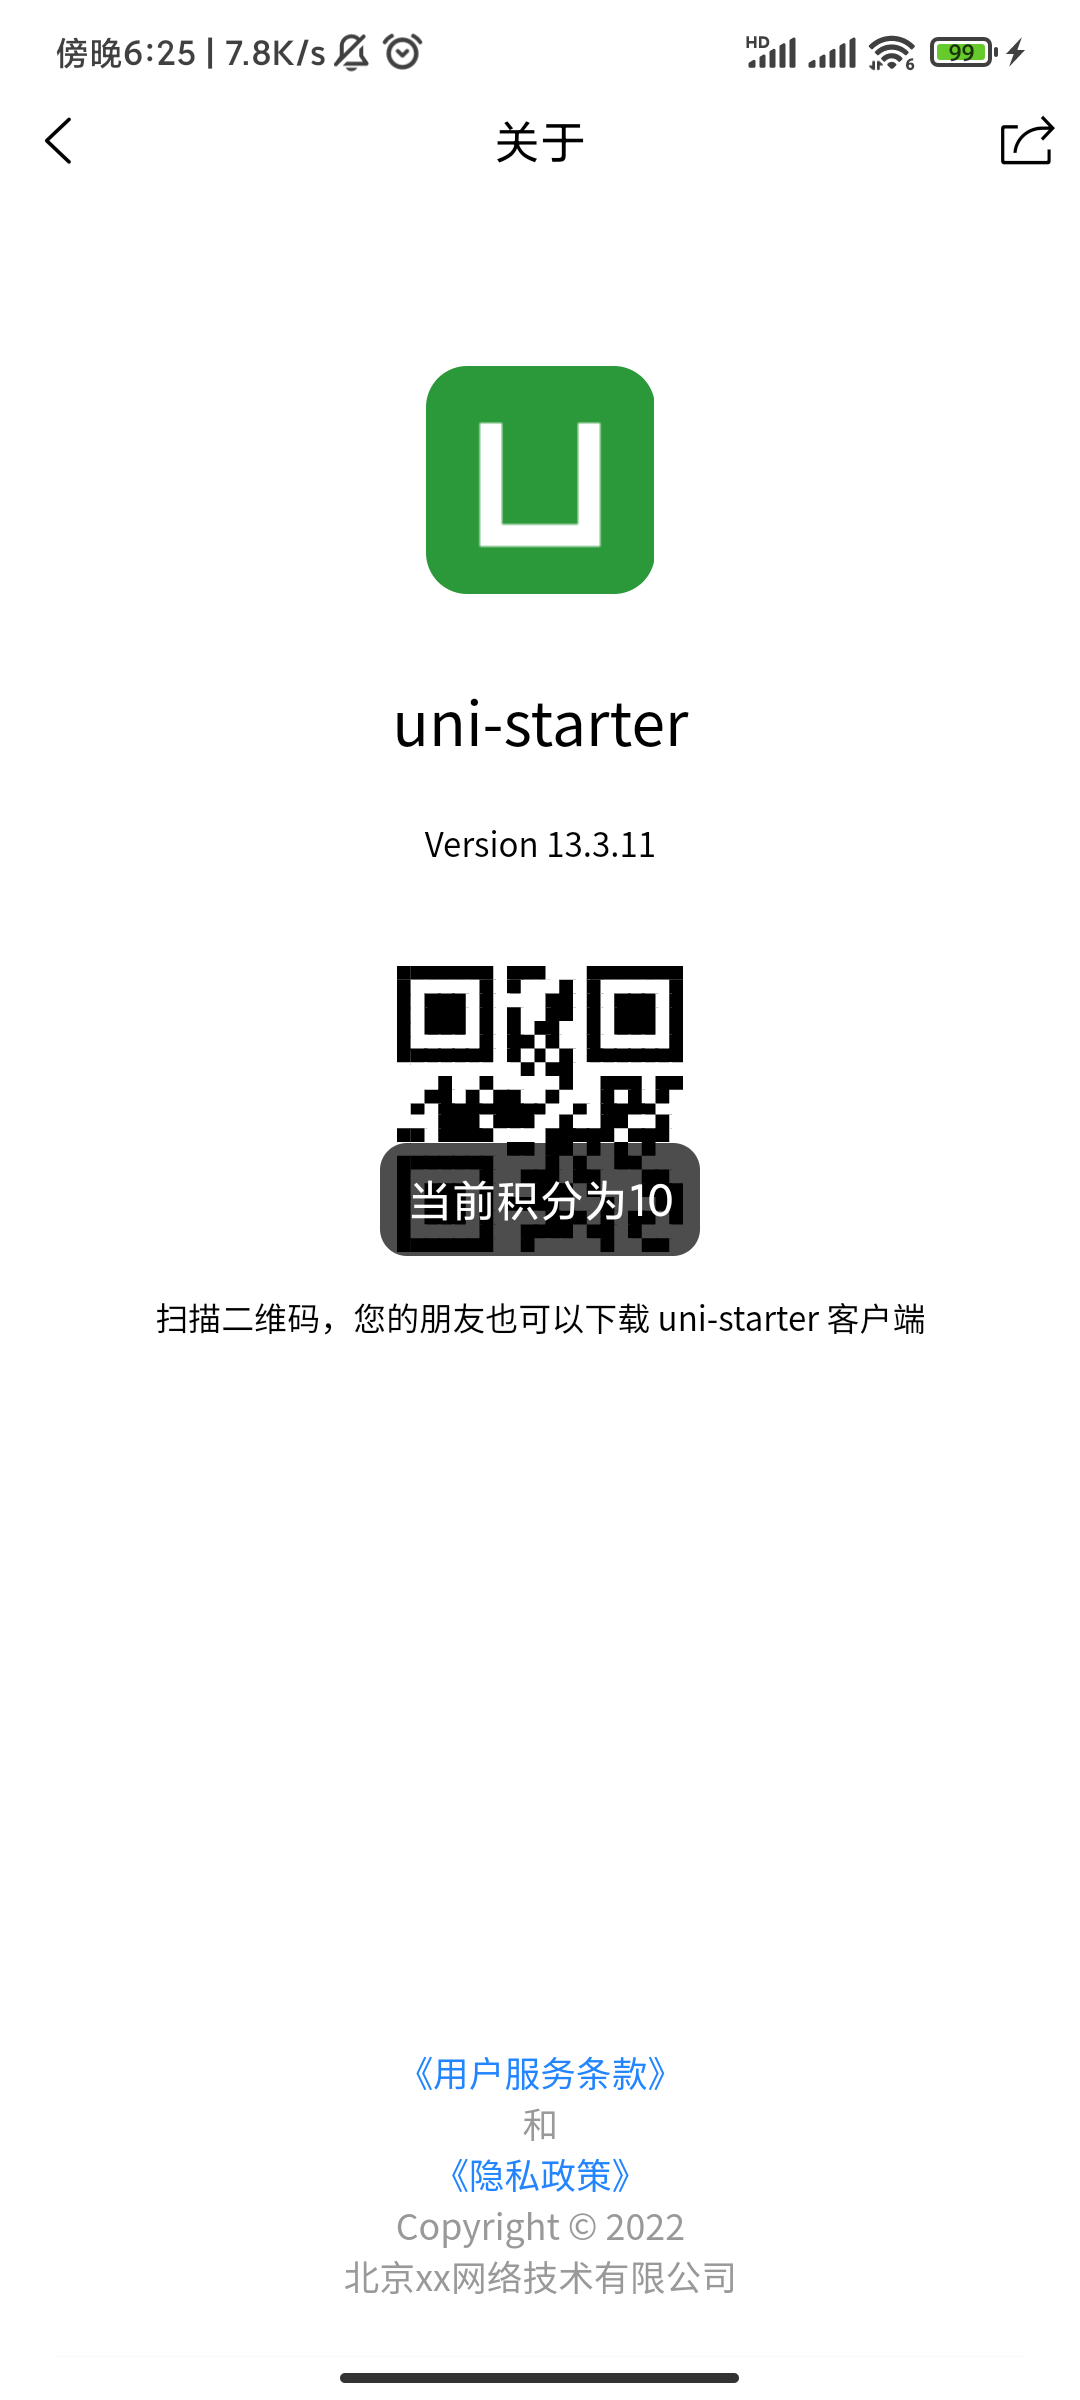 傍晚6:25 | 7.8K/s
HD
6
99
关于
uni-starter
Version 13.3.11
当前积分为10
扫描二维码，您的朋友也可以下载 uni-starter 客户端
《用户服务条款》
和
《隐私政策》
Copyright © 2022
北京xx网络技术有限公司